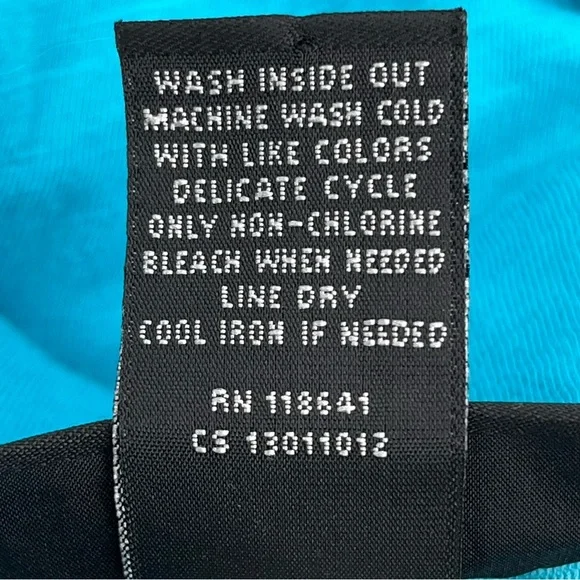 WASH INSIDE OUT
MACHINE WASH COLD
WITH LIKE COLORS
DELICATE CYCLE
ONLY NON-CHLORINE
BLEACH WHEN NEEDED
LINE DRY
COOL IRON IF NEEDED
RN 118641
CS 13011012